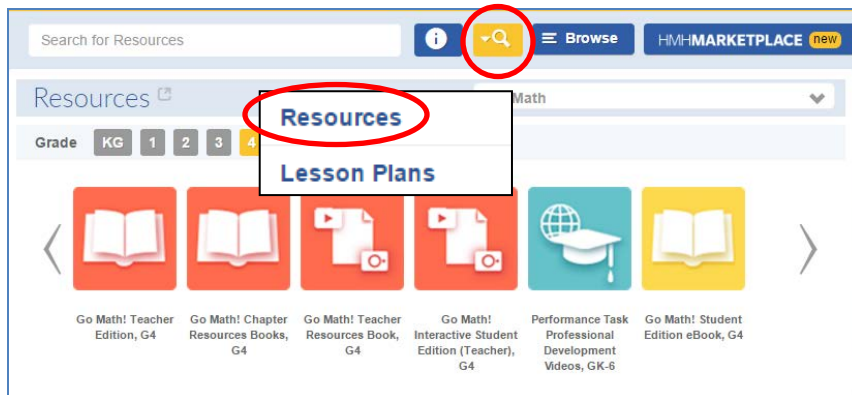 Search for Resources
i
Browse
HMHMARKETPLACE new
Resources
Math
Resources
Lesson Plans
Grade KG 1 2 3 4
Go Math! Teacher
Edition, G4
Go Math! Chapter
Resources Books,
G4
Go Math! Teacher
Resources Book,
G4
Go Math!
Interactive Student
Edition (Teacher),
G4
Performance Task
Professional
Development
Videos, GK-6
Go Math! Student
Edition eBook, G4